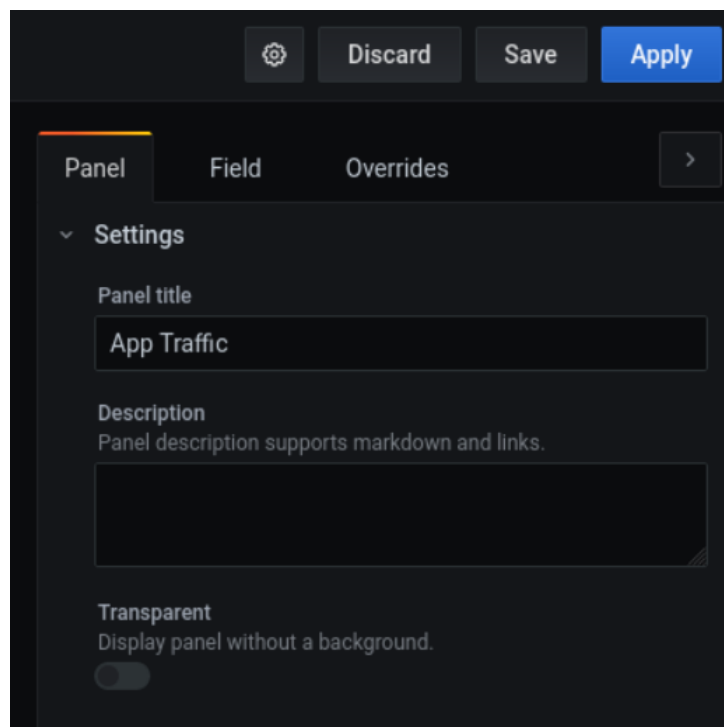 Discard Save Apply
Panel Field Overrides
Settings
Panel title
App Traffic
Description
Panel description supports markdown and links.
Transparent
Display panel without a background.